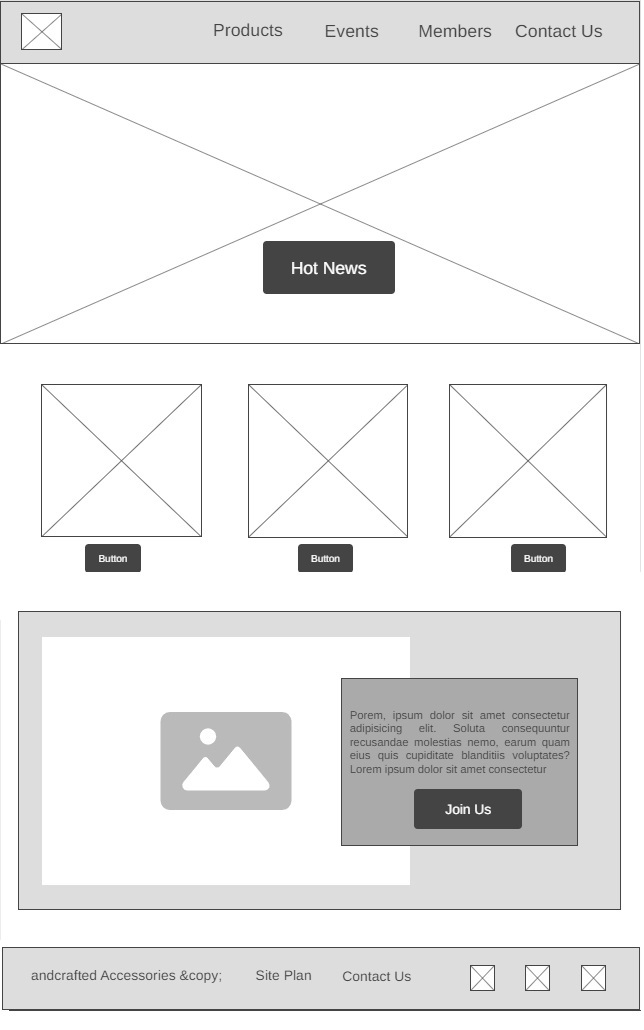 Products Events Members Contact Us
Hot News
Button Button Button
Porem, ipsum dolor sit amet consectetur
adipisicing elit. Soluta consequuntur
recusandae molestias nemo, earum quam
eius quis cupiditate blanditiis voluptates?
Lorem ipsum dolor sit amet consectetur
Join Us
andcrafted Accessories &copy; Site Plan Contact Us